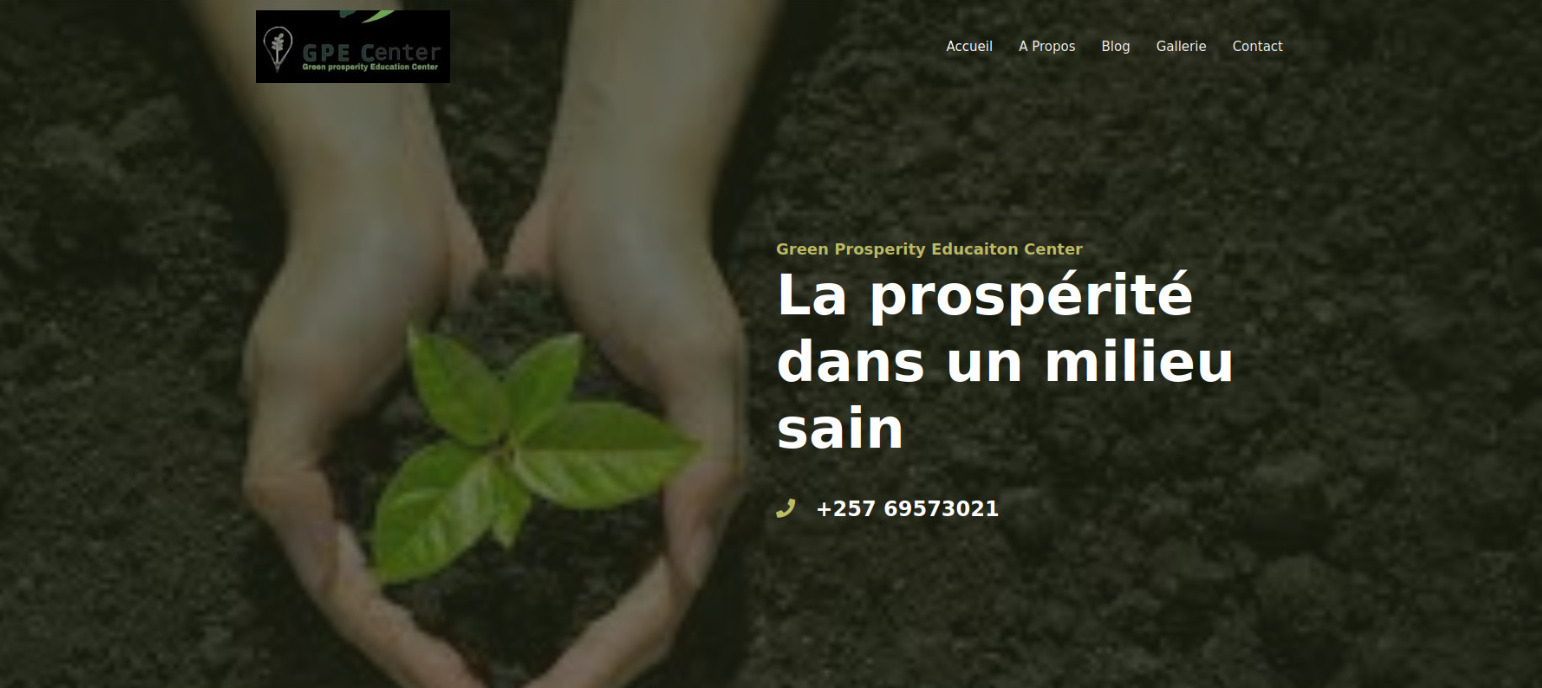 GPE Center
Green prosperity Education Center
Accueil
A Propos
Blog
Gallerie
Contact
Green Prosperity Educaiton Center
La prospérité
dans un milieu
sain
+257 69573021